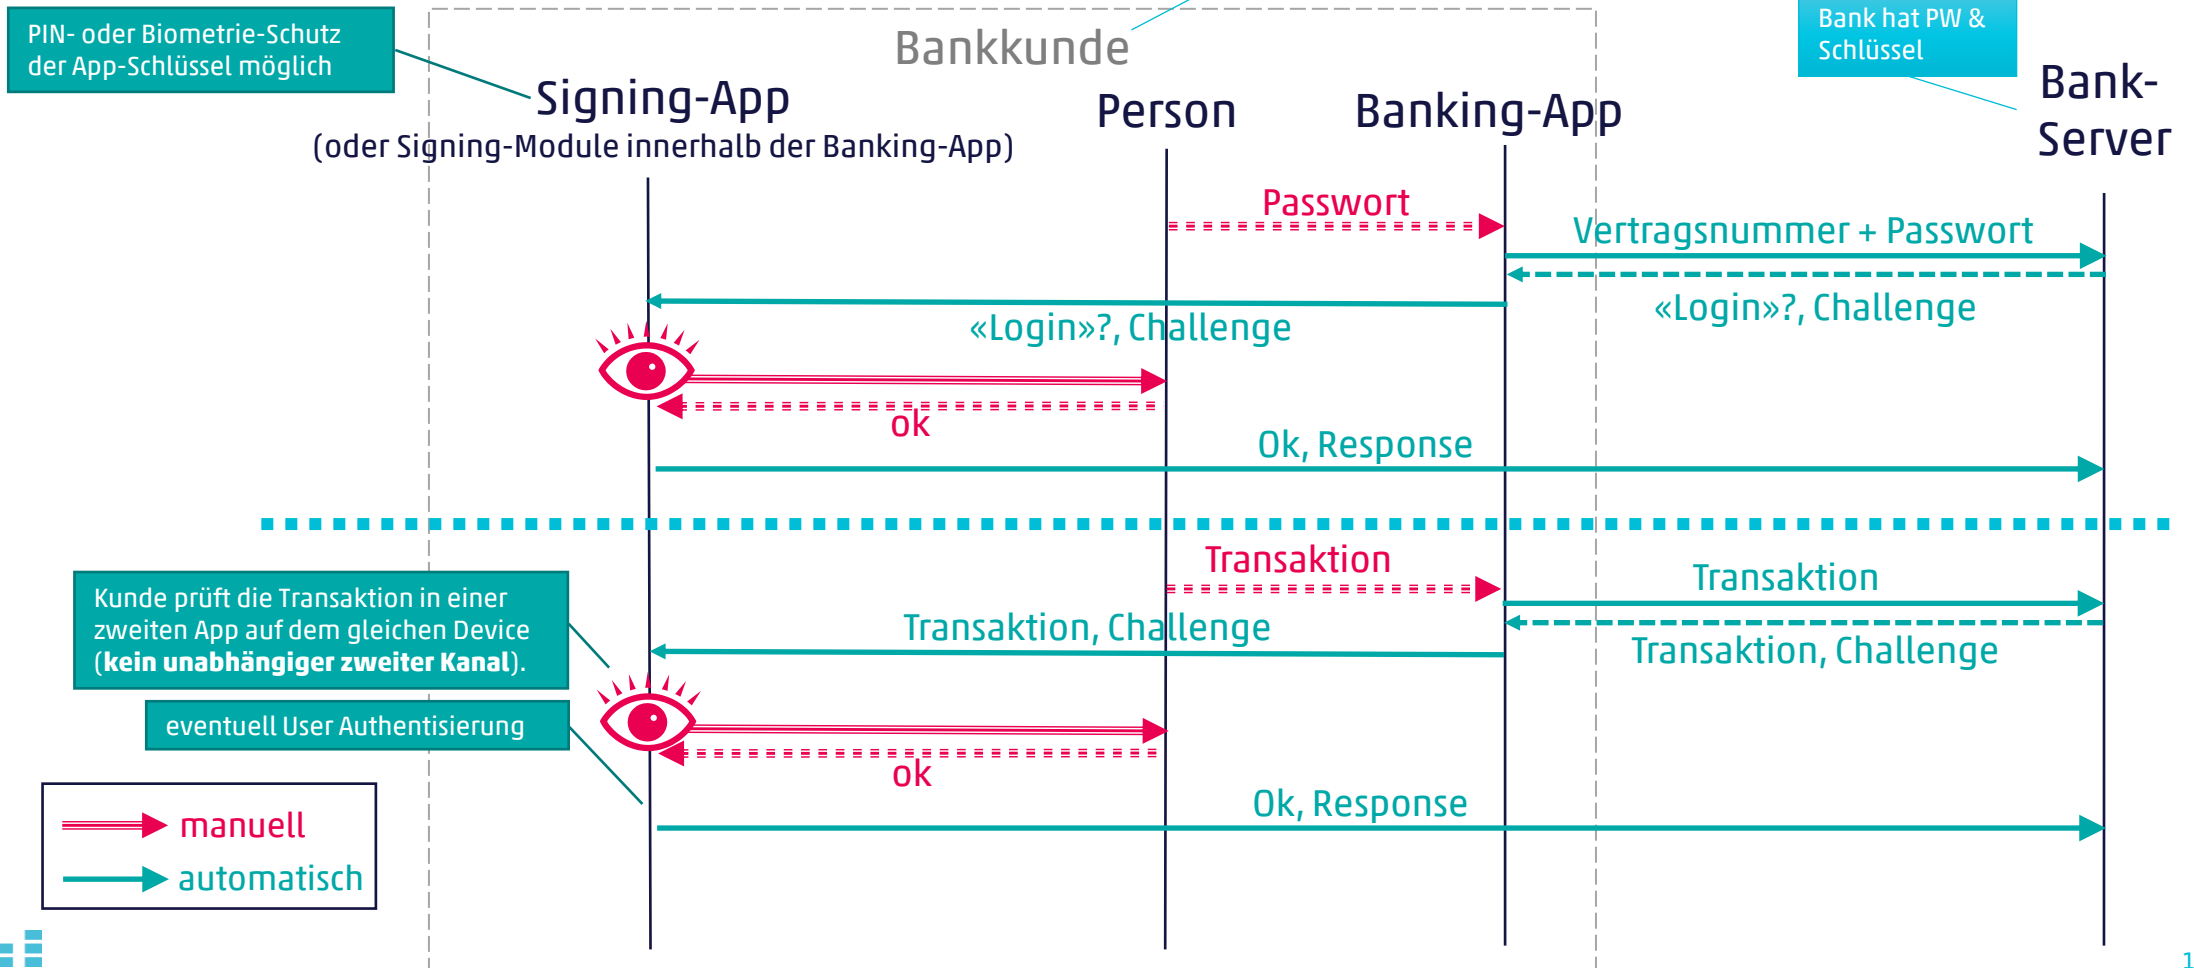 PIN- oder Biometrie-Schutz
der App-Schlüssel möglich
Bankkunde
Bank hat PW &
Schlüssel
Signing-App
(oder Signing-Module innerhalb der Banking-App)
Person
Banking-App
Bank-
Server
Passwort
Vertragsnummer + Passwort
«Login»?, Challenge
«Login»?, Challenge
ok
Ok, Response
Transaktion
Transaktion
Transaktion, Challenge
Transaktion, Challenge
Kunde prüft die Transaktion in einer
zweiten App auf dem gleichen Device
(kein unabhängiger zweiter Kanal).
eventuell User Authentisierung
ok
Ok, Response
manuell
automatisch
1